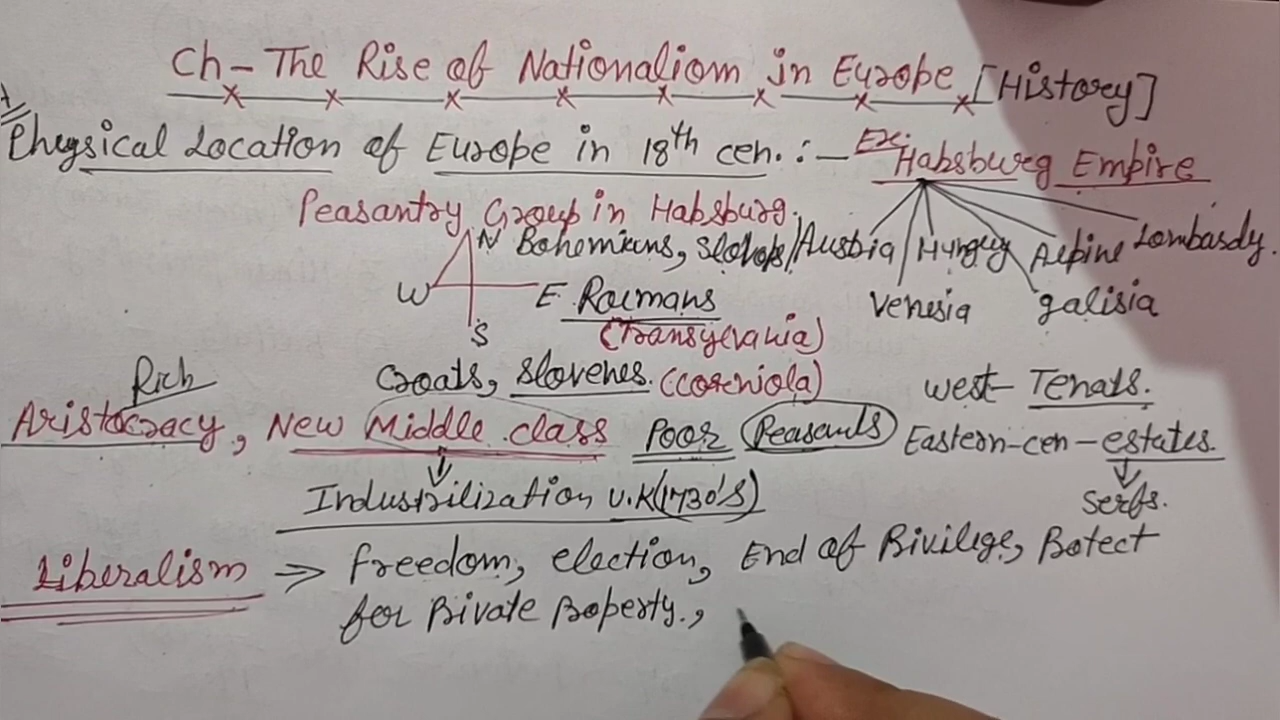 Ch - The Rise of Nationalism in Europe [History]
Physical Location of Europe in 18th cen. :- Ex: Habsburg Empire
Peasantry Group in Habsburg.
N Bohemians, Slovaks / Austria / Hungry Alpine Lombardy.
W E Roumans Venesia galisia
S (Transylvania)
Rich Croats, Slovenes. (Corniola) West - Tenats.
Aristocracy, New Middle class Poor Peasants Eastern-cen-estates.
Industrilization U.K (1730's) Serfs.
Liberalism => freedom, election, End of Privilige, Protect
for Private Property.,